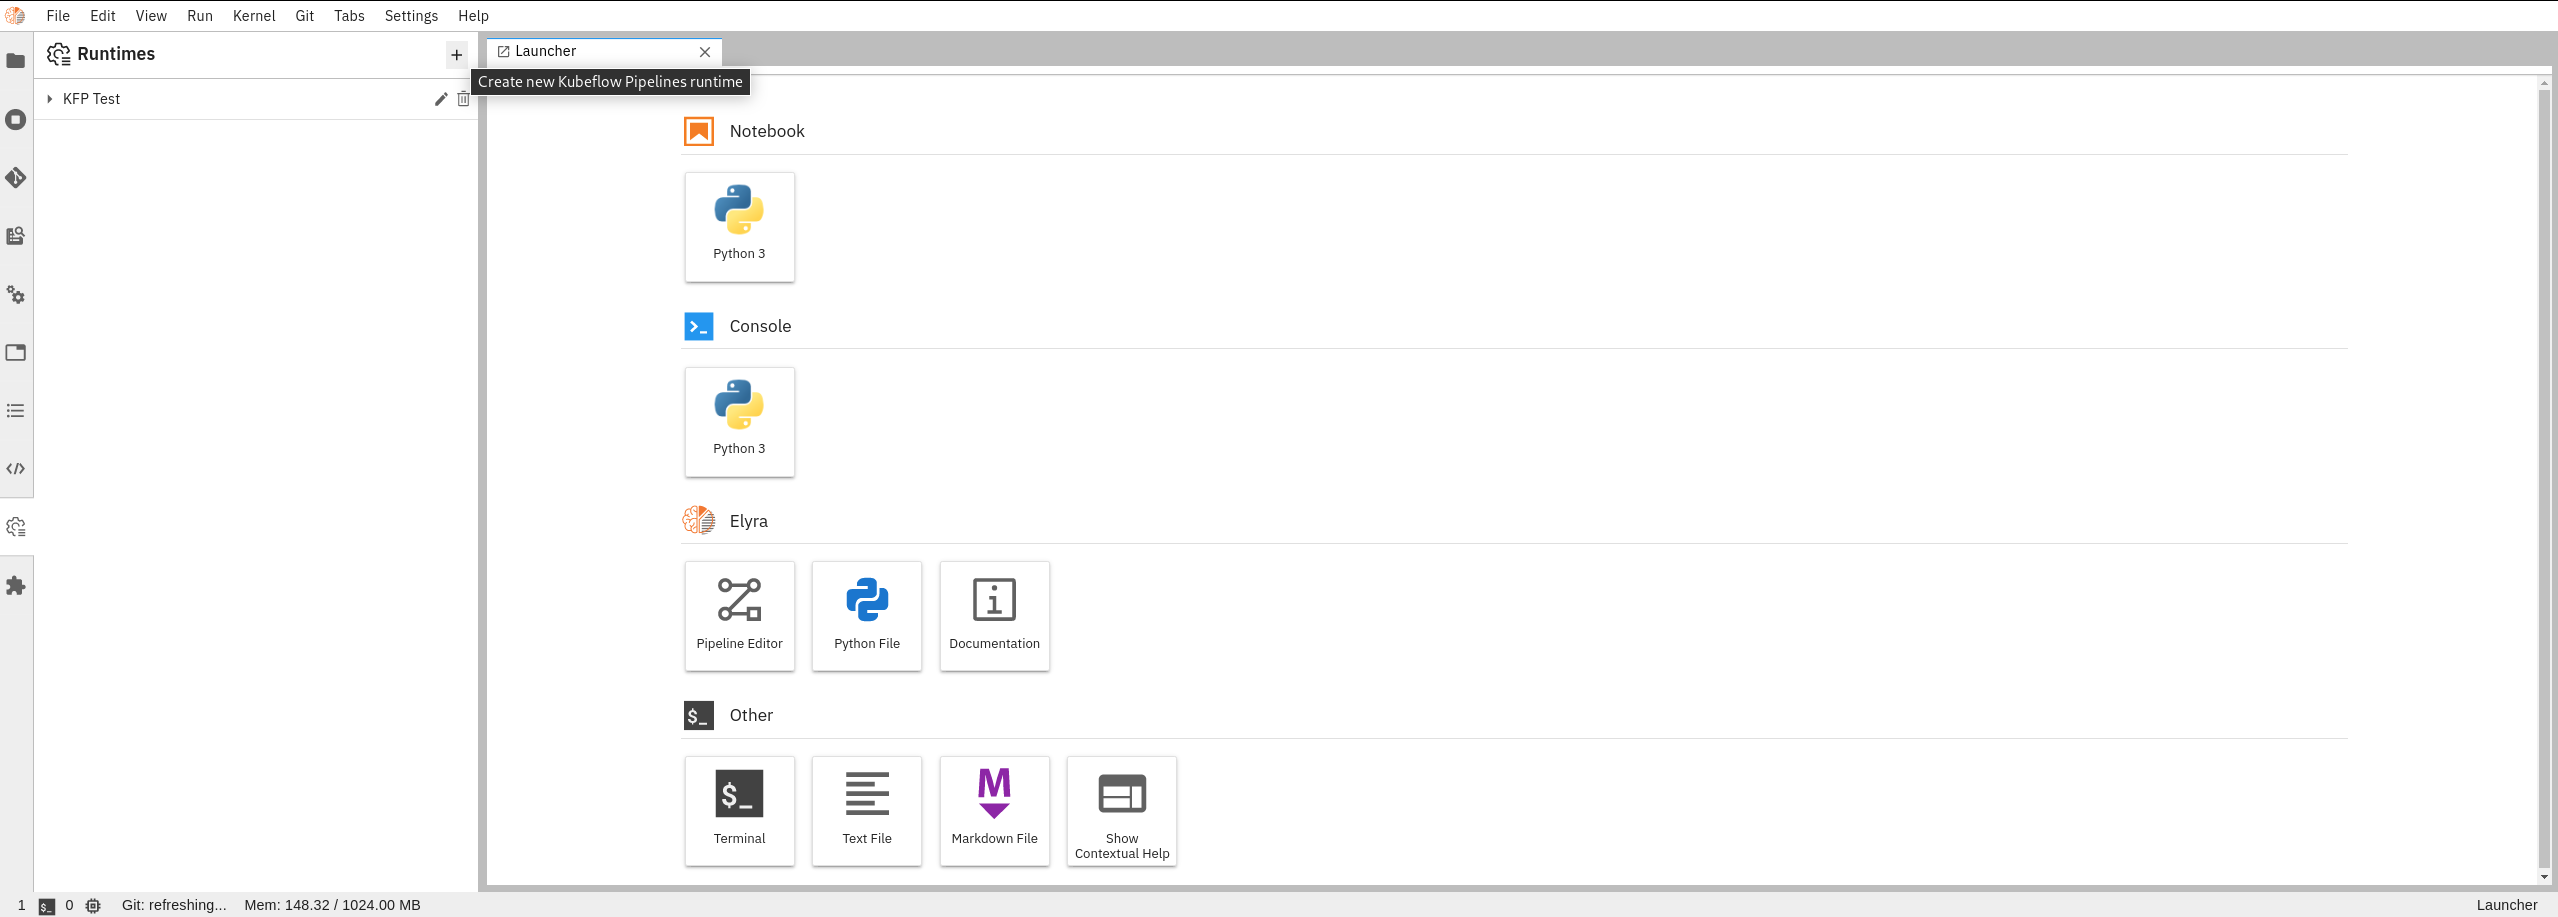 File Edit View Run Kernel Git Tabs Settings Help
Runtimes
+
Launcher
Create new Kubeflow Pipelines runtime
KFP Test
Notebook
Python 3
Console
Python 3
Elyra
Pipeline Editor
Python File
Documentation
$_ Other
$_
Terminal
Text File
M
Markdown File
Show
Contextual Help
1 $_ 0 Git: refreshing... Mem: 148.32 / 1024.00 MB
Launcher